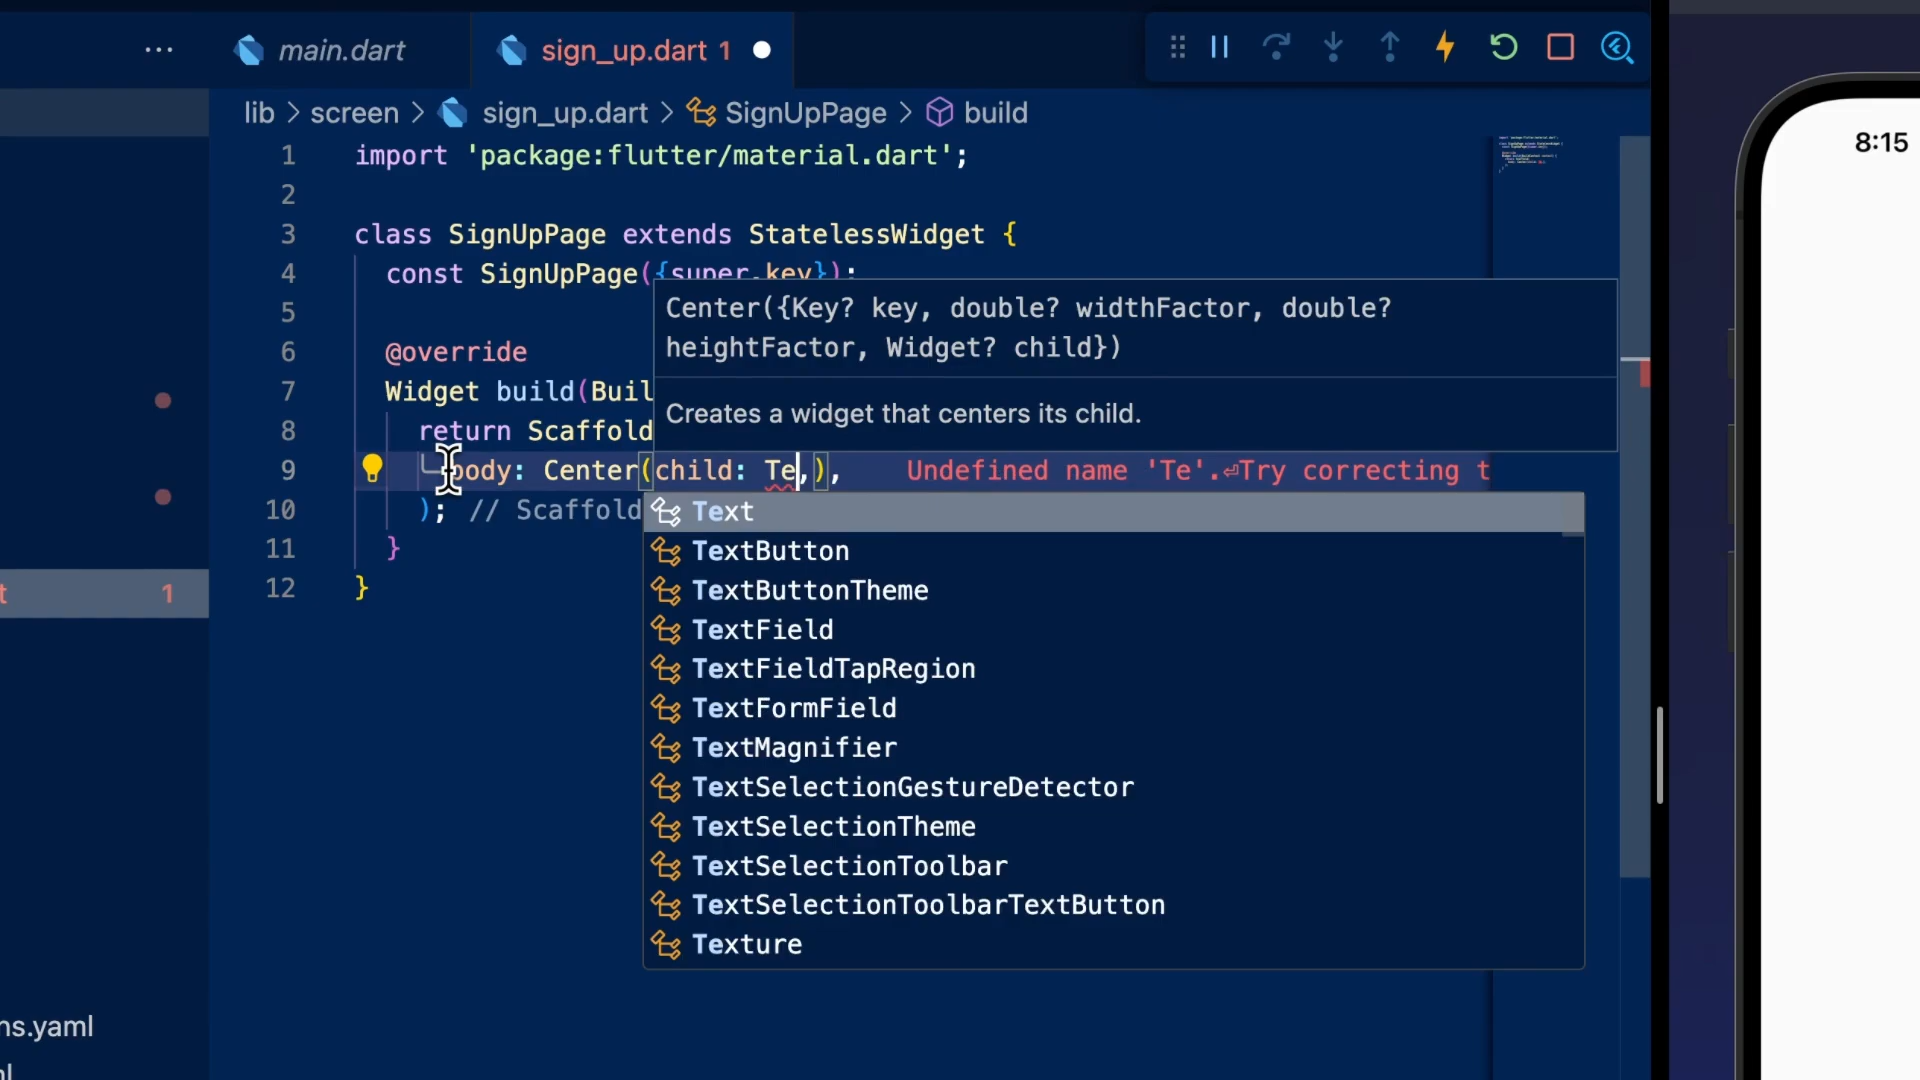 main.dart
sign_up.dart 1
lib > screen > sign_up.dart > SignUpPage > build
8:15
1 import 'package:flutter/material.dart';
2
3 class SignUpPage extends StatelessWidget {
4 const SignUpPage({super.key});
Center({Key? key, double? widthFactor, double?
heightFactor, Widget? child})
5
6 @override
7 Widget build(Buil
Creates a widget that centers its child.
8 return Scaffold
9 body: Center(child: Te,), Undefined name 'Te'.⏎Try correcting t
10 ); // Scaffold
11 }
12 }
t 1
Text
TextButton
TextButtonTheme
TextField
TextFieldTapRegion
TextFormField
TextMagnifier
TextSelectionGestureDetector
TextSelectionTheme
TextSelectionToolbar
TextSelectionToolbarTextButton
Texture
ns.yaml